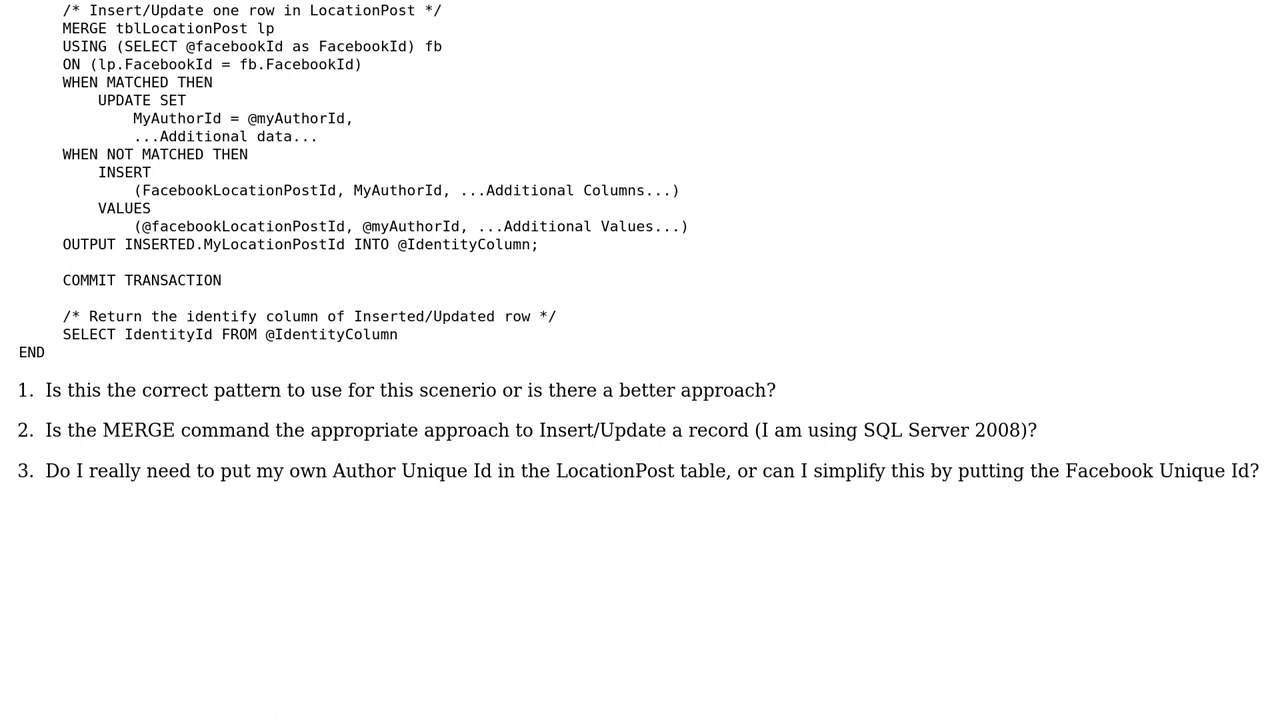 /* Insert/Update one row in LocationPost */
MERGE tblLocationPost lp
USING (SELECT @facebookId as FacebookId) fb
ON (lp.FacebookId = fb.FacebookId)
WHEN MATCHED THEN
UPDATE SET
MyAuthorId = @myAuthorId,
...Additional data...
WHEN NOT MATCHED THEN
INSERT
(FacebookLocationPostId, MyAuthorId, ...Additional Columns...)
VALUES
(@facebookLocationPostId, @myAuthorId, ...Additional Values...)
OUTPUT INSERTED.MyLocationPostId INTO @IdentityColumn;
COMMIT TRANSACTION
/* Return the identify column of Inserted/Updated row */
SELECT IdentityId FROM @IdentityColumn
END
1. Is this the correct pattern to use for this scenerio or is there a better approach?
2. Is the MERGE command the appropriate approach to Insert/Update a record (I am using SQL Server 2008)?
3. Do I really need to put my own Author Unique Id in the LocationPost table, or can I simplify this by putting the Facebook Unique Id?